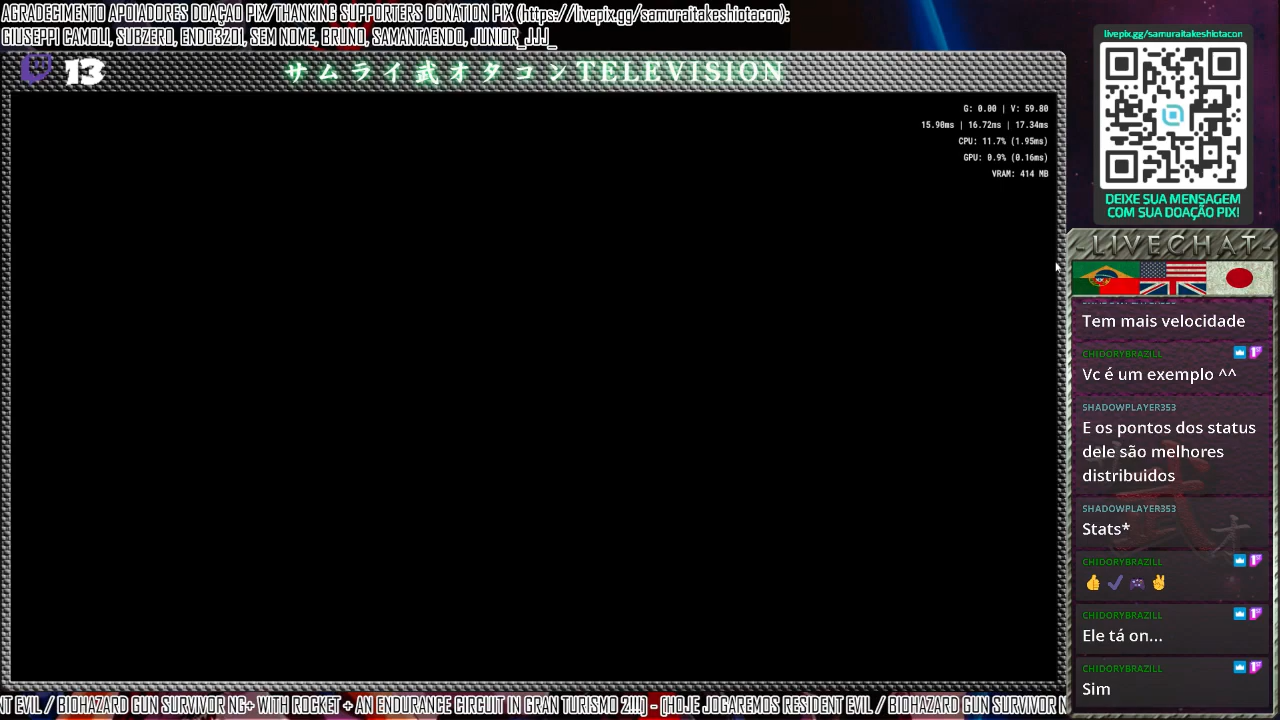 AGRADECIMENTO APOIADORES DOAÇÃO PIX/THANKING SUPPORTERS DONATION PIX (https://livepix.gg/samuraitakeshiotacon):
GIUSEPPI CAMOLI, SUBZERO, ENDO3201, SEM NOME, BRUNO, SAMANTAENDO, JUNIOR_JJJ_
13
サムライ武オタコンTELEVISION
G: 0.00 | V: 59.80
15.90ms | 16.72ms | 17.34ms
CPU: 11.7% (1.95ms)
GPU: 0.9% (0.16ms)
VRAM: 414 MB
livepix.gg/samuraitakeshiotacon
DEIXE SUA MENSAGEM
COM SUA DOAÇÃO PIX!
-LIVECHAT-
Tem mais velocidade
CHIDORYBRAZILL
Vc é um exemplo ^^
SHADOWPLAYER353
E os pontos dos status
dele são melhores
distribuidos
SHADOWPLAYER353
Stats*
CHIDORYBRAZILL
👍 ✔ 🎮 ✌
CHIDORYBRAZILL
Ele tá on...
CHIDORYBRAZILL
Sim
NT EVIL / BIOHAZARD GUN SURVIVOR NG+ WITH ROCKET + AN ENDURANCE CIRCUIT IN GRAN TURISMO 2!!!) - (HOJE JOGAREMOS RESIDENT EVIL / BIOHAZARD GUN SURVIVOR N